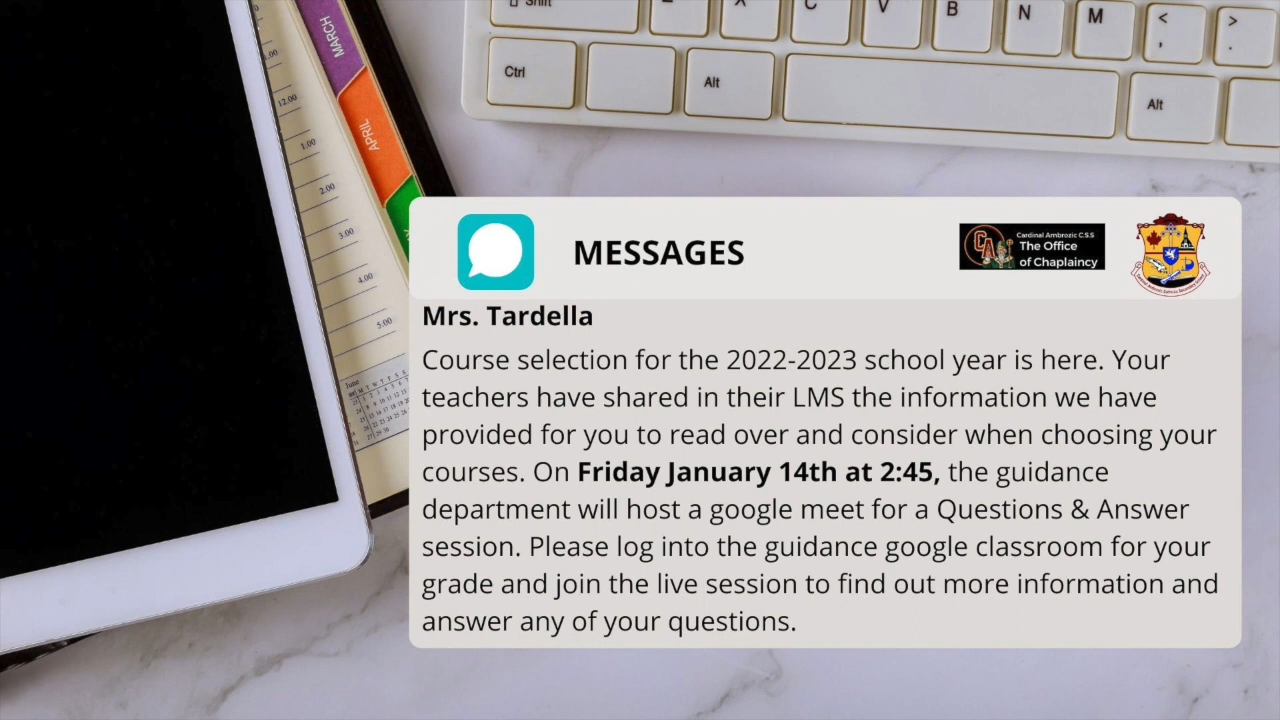 Shift
X
C
V
B
N
M
<
,
>
.
Ctrl
Alt
Alt
MARCH
APRIL
12.00
1.00
2.00
3.00
4.00
5.00
June
MESSAGES
Cardinal Ambrozic C.S.S
The Office
of Chaplaincy
CA
Mrs. Tardella
Course selection for the 2022-2023 school year is here. Your
teachers have shared in their LMS the information we have
provided for you to read over and consider when choosing your
courses. On Friday January 14th at 2:45, the guidance
department will host a google meet for a Questions & Answer
session. Please log into the guidance google classroom for your
grade and join the live session to find out more information and
answer any of your questions.